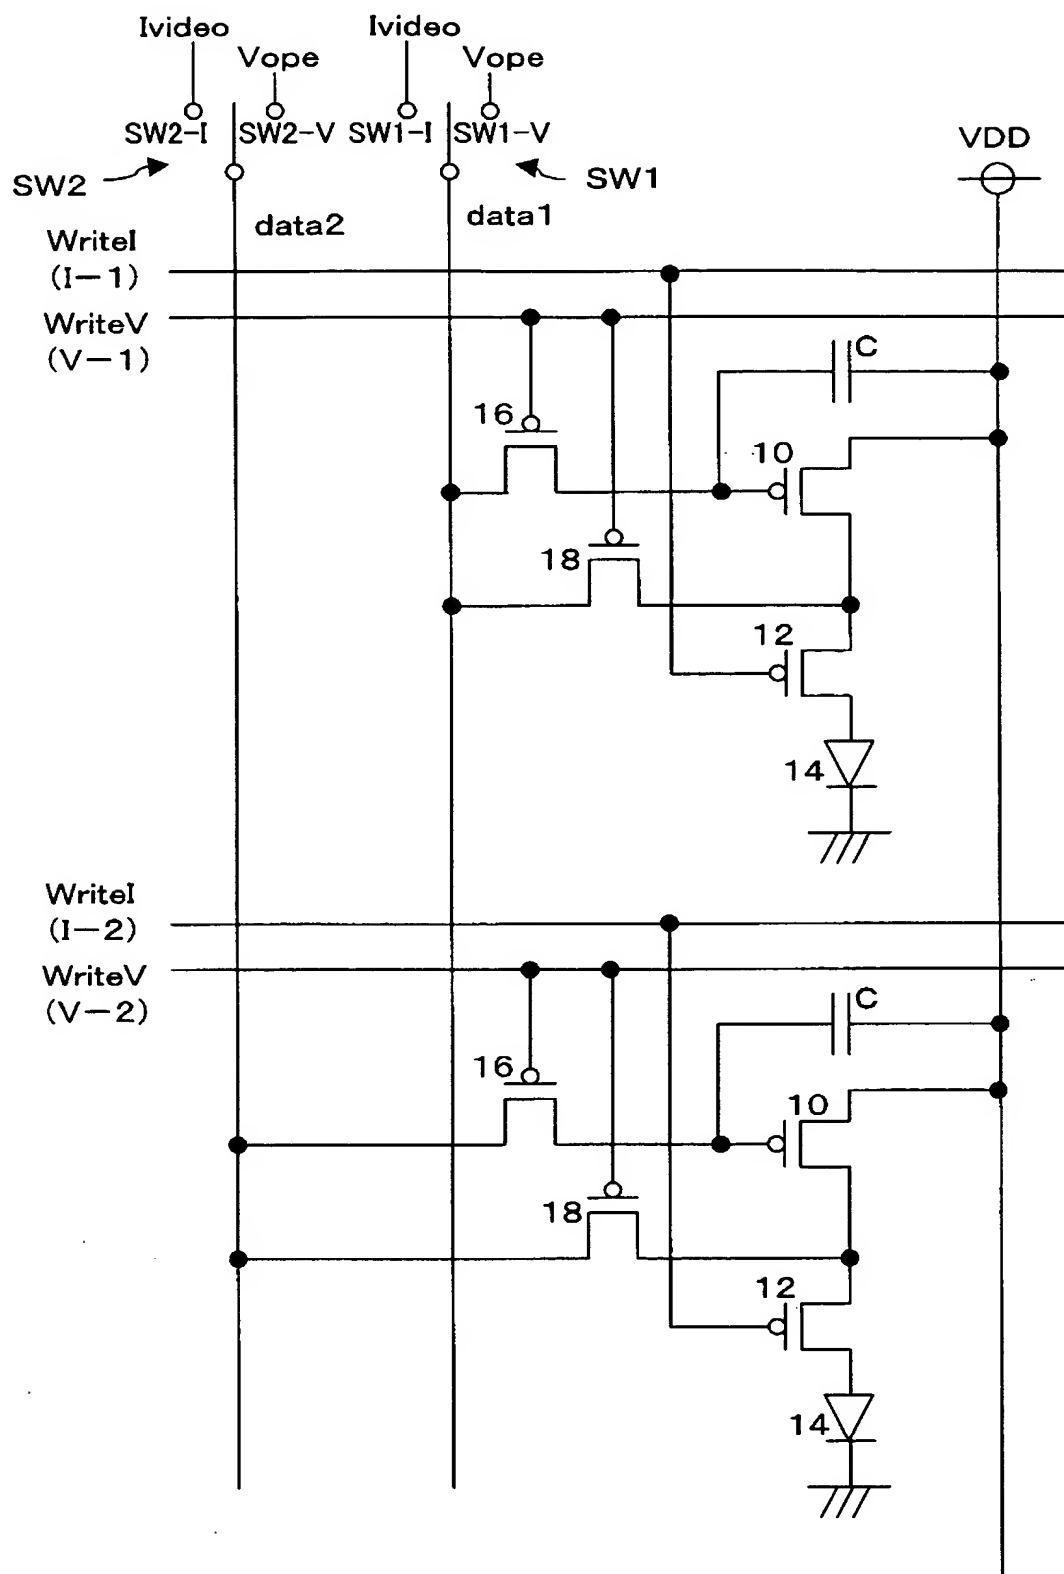 Ivideo
Ivideo
Vope
Vope
SW2-I
SW2-V
SW1-I
SW1-V
VDD
SW2
SW1
data2
data1
WriteI
(I−1)
WriteV
(V−1)
C
16
10
18
12
14
WriteI
(I−2)
WriteV
(V−2)
C
16
10
18
12
14